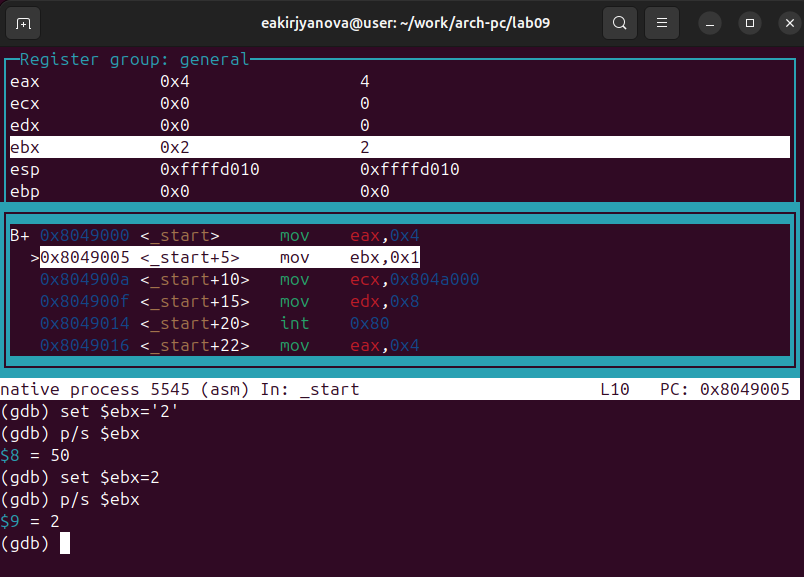 eakirjyanova@user: ~/work/arch-pc/lab09
Register group: general
eax 0x4 4
ecx 0x0 0
edx 0x0 0
ebx 0x2 2
esp 0xffffd010 0xffffd010
ebp 0x0 0x0
B+ 0x8049000 <_start> mov eax,0x4
>0x8049005 <_start+5> mov ebx,0x1
0x804900a <_start+10> mov ecx,0x804a000
0x804900f <_start+15> mov edx,0x8
0x8049014 <_start+20> int 0x80
0x8049016 <_start+22> mov eax,0x4
native process 5545 (asm) In: _start L10 PC: 0x8049005
(gdb) set $ebx='2'
(gdb) p/s $ebx
$8 = 50
(gdb) set $ebx=2
(gdb) p/s $ebx
$9 = 2
(gdb)